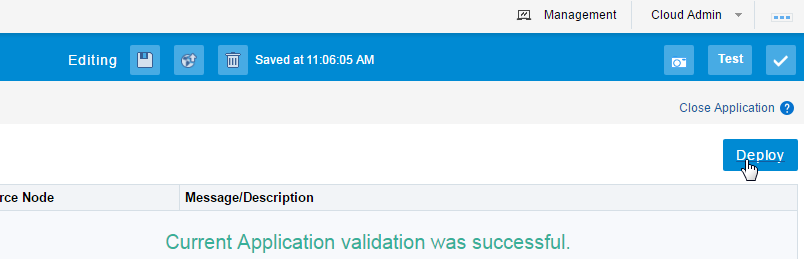 Management Cloud Admin
Editing Saved at 11:06:05 AM Test
Close Application ?
Deploy
rce Node Message/Description
Current Application validation was successful.